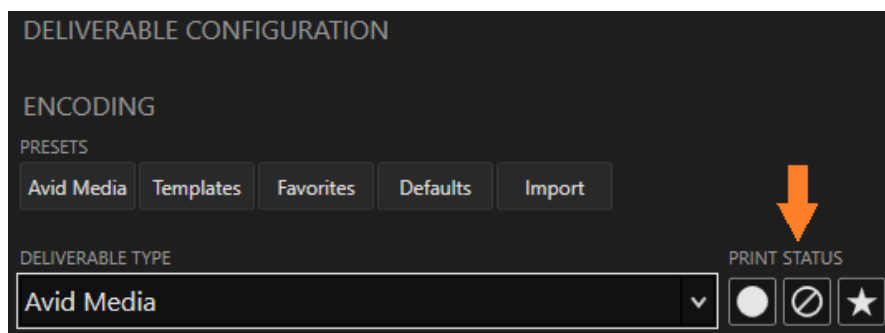 DELIVERABLE CONFIGURATION
ENCODING
PRESETS
Avid Media Templates Favorites Defaults Import
DELIVERABLE TYPE PRINT STATUS
Avid Media